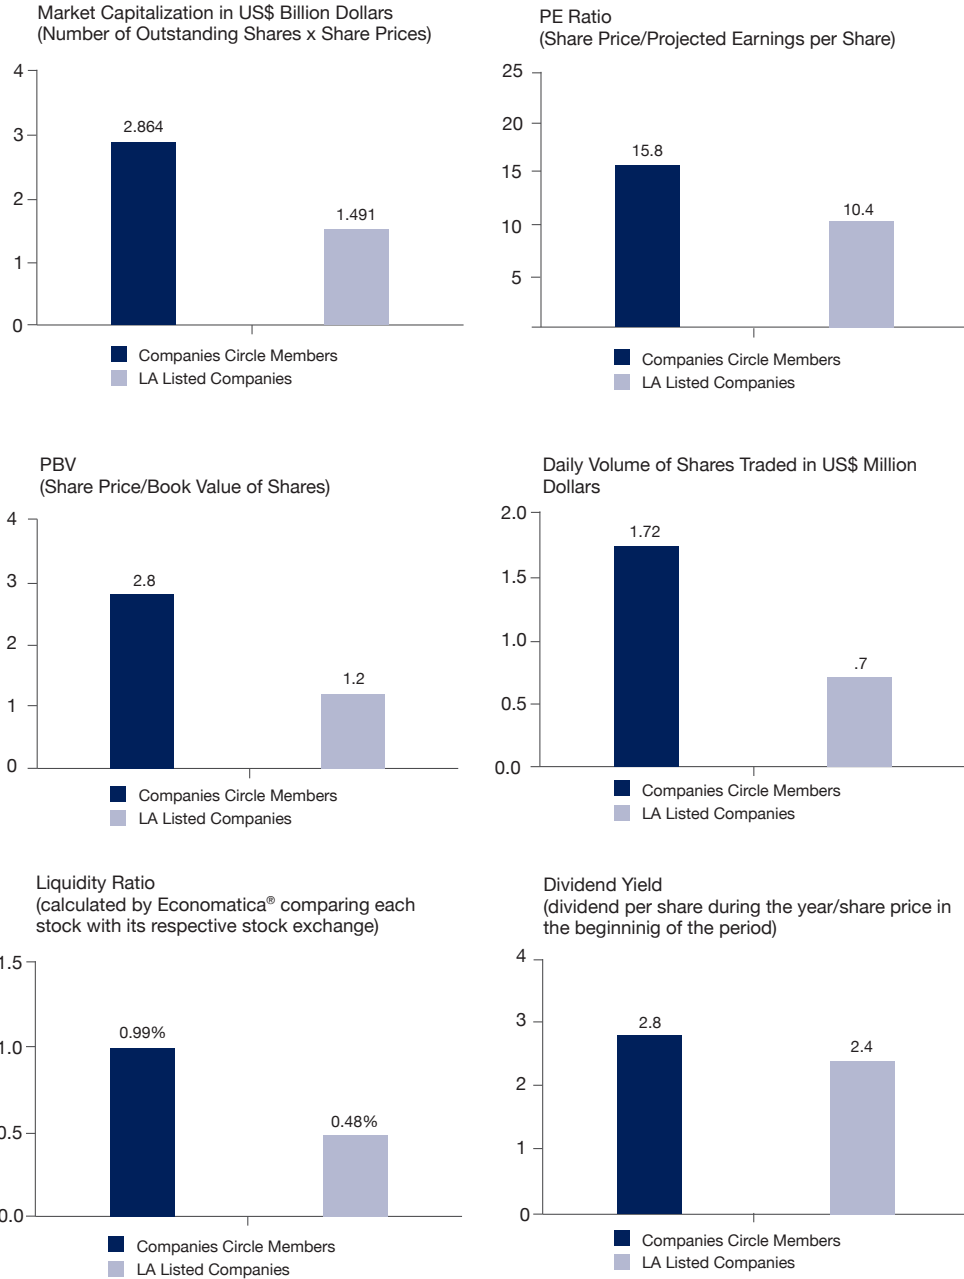 Market Capitalization in US$ Billion Dollars
(Number of Outstanding Shares x Share Prices)
4
3
2
1
0
2.864
1.491
Companies Circle Members
LA Listed Companies
PE Ratio
(Share Price/Projected Earnings per Share)
25
20
15
10
5
15.8
10.4
Companies Circle Members
LA Listed Companies
PBV
(Share Price/Book Value of Shares)
4
3
2
1
0
2.8
1.2
Companies Circle Members
LA Listed Companies
Daily Volume of Shares Traded in US$ Million
Dollars
2.0
1.5
1.0
0.5
0.0
1.72
.7
Companies Circle Members
LA Listed Companies
Liquidity Ratio
(calculated by Economatica® comparing each
stock with its respective stock exchange)
1.5
1.0
0.5
0.0
0.99%
0.48%
Companies Circle Members
LA Listed Companies
Dividend Yield
(dividend per share during the year/share price in
the beginninig of the period)
4
3
2
1
0
2.8
2.4
Companies Circle Members
LA Listed Companies